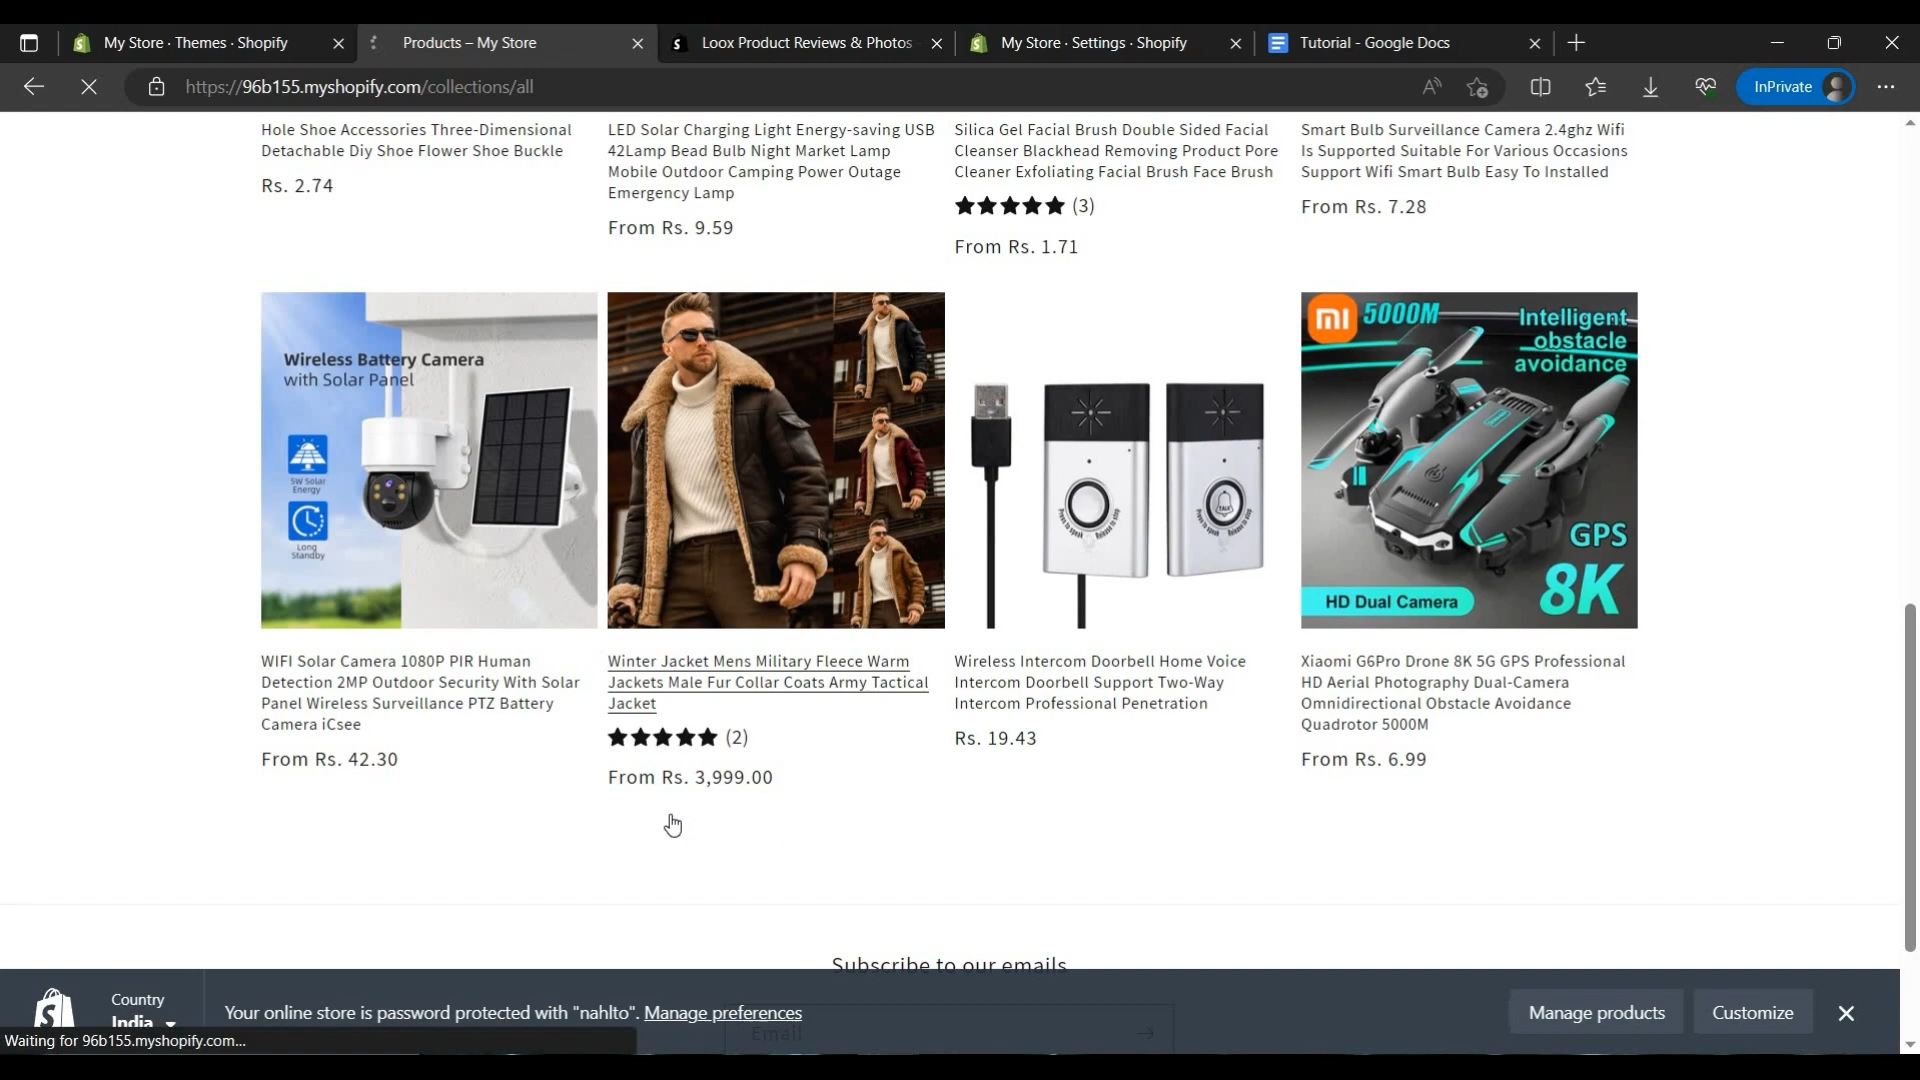 My Store · Themes · Shopify
Products – My Store
Loox Product Reviews & Photos
My Store · Settings · Shopify
Tutorial - Google Docs
https://96b155.myshopify.com/collections/all
InPrivate
Hole Shoe Accessories Three-Dimensional
Detachable Diy Shoe Flower Shoe Buckle
Rs. 2.74
LED Solar Charging Light Energy-saving USB
42Lamp Bead Bulb Night Market Lamp
Mobile Outdoor Camping Power Outage
Emergency Lamp
From Rs. 9.59
Silica Gel Facial Brush Double Sided Facial
Cleanser Blackhead Removing Product Pore
Cleaner Exfoliating Facial Brush Face Brush
(3)
From Rs. 1.71
Smart Bulb Surveillance Camera 2.4ghz Wifi
Is Supported Suitable For Various Occasions
Support Wifi Smart Bulb Easy To Installed
From Rs. 7.28
Wireless Battery Camera
with Solar Panel
5W Solar
Energy
Long
Standby
TALK
Press to speak Release to stop
mi 5000M
Intelligent
obstacle
avoidance
GPS
8K
HD Dual Camera
WIFI Solar Camera 1080P PIR Human
Detection 2MP Outdoor Security With Solar
Panel Wireless Surveillance PTZ Battery
Camera iCsee
From Rs. 42.30
Winter Jacket Mens Military Fleece Warm
Jackets Male Fur Collar Coats Army Tactical
Jacket
(2)
From Rs. 3,999.00
Wireless Intercom Doorbell Home Voice
Intercom Doorbell Support Two-Way
Intercom Professional Penetration
Rs. 19.43
Xiaomi G6Pro Drone 8K 5G GPS Professional
HD Aerial Photography Dual-Camera
Omnidirectional Obstacle Avoidance
Quadrotor 5000M
From Rs. 6.99
Subscribe to our emails
Email
Country
India
Your online store is password protected with "nahlto". Manage preferences
Manage products
Customize
Waiting for 96b155.myshopify.com...